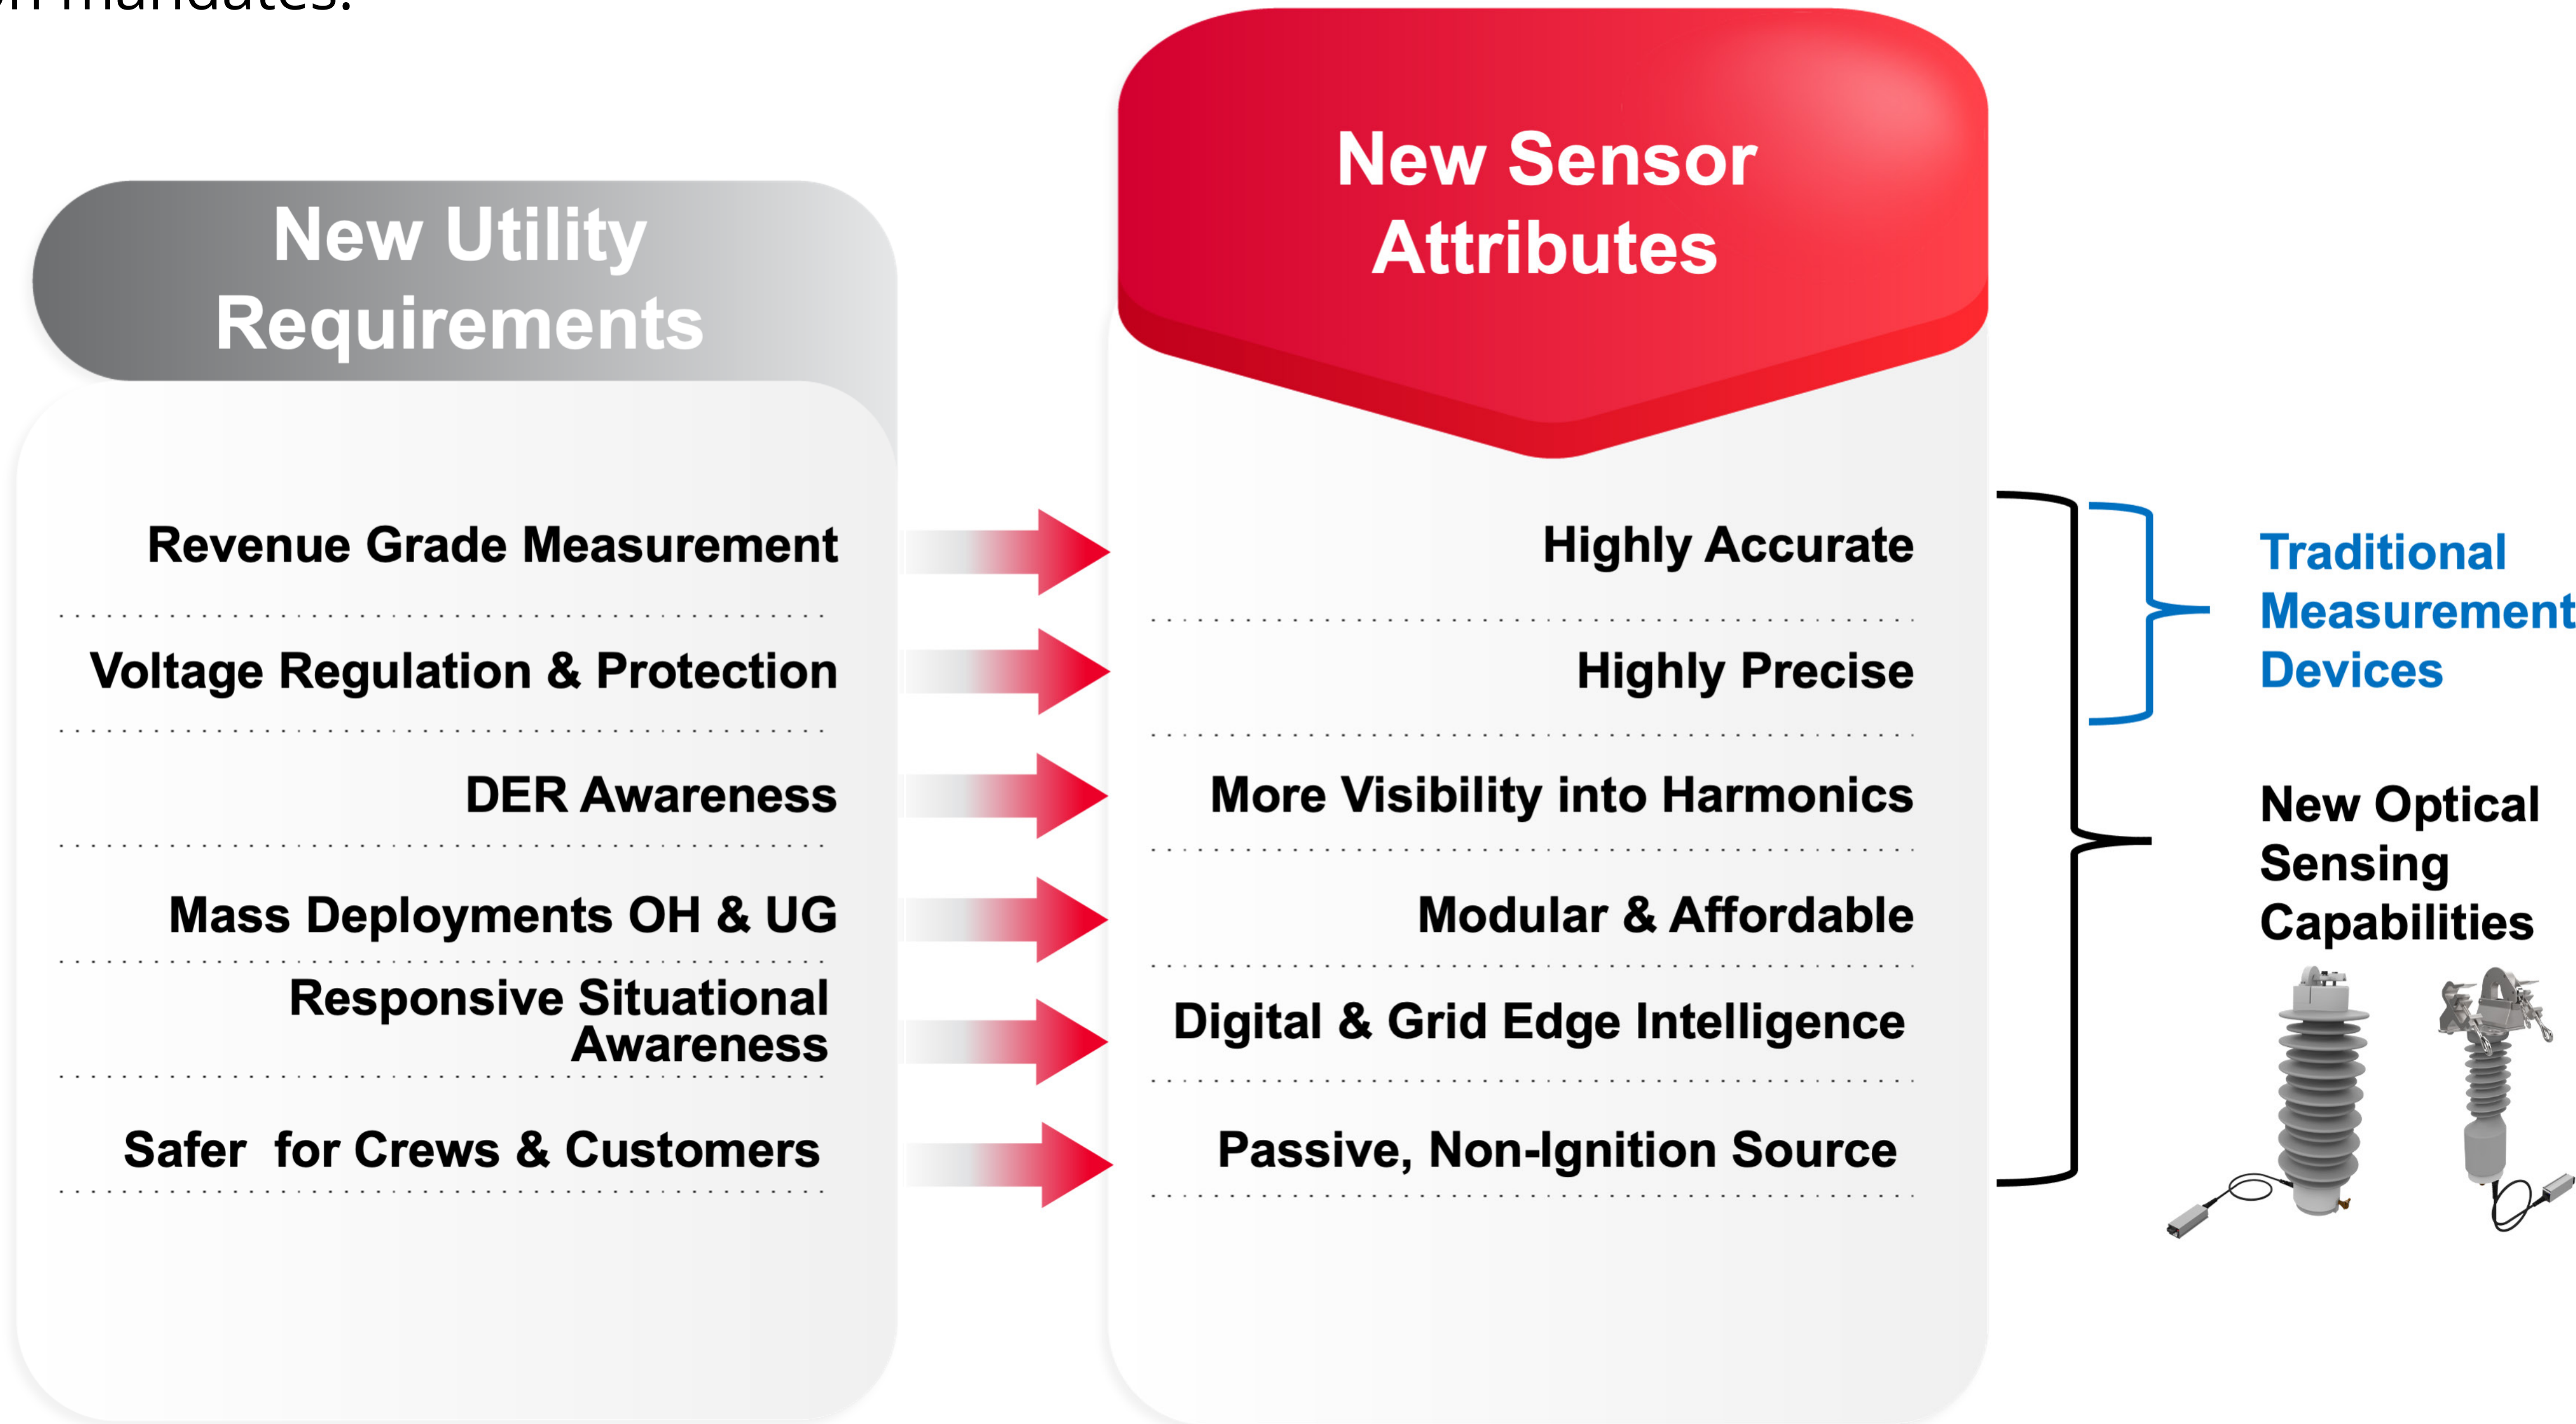 mandates.
New Utility
Requirements
New Sensor
Attributes
Revenue Grade Measurement
Highly Accurate
Voltage Regulation & Protection
Highly Precise
DER Awareness
More Visibility into Harmonics
Mass Deployments OH & UG
Modular & Affordable
Responsive Situational
Awareness
Digital & Grid Edge Intelligence
Safer for Crews & Customers
Passive, Non-Ignition Source
Traditional
Measurement
Devices
New Optical
Sensing
Capabilities